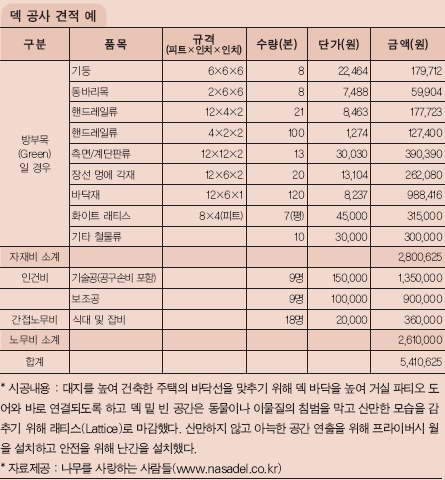 덱 공사 견적 예
구분 품목 규격 (피트×인치×인치) 수량(본) 단가(원) 금액(원)
방부목 (Green) 일 경우
기둥 6×6×6 8 22,464 179,712
동바리목 2×6×6 8 7,488 59,904
핸드레일류 12×4×2 21 8,463 177,723
핸드레일류 4×2×2 100 1,274 127,400
측면/계단판류 12×12×2 13 30,030 390,390
장선 멍에 각재 12×6×2 20 13,104 262,080
바닥재 12×6×1 120 8,237 988,416
화이트 래티스 8×4(피트) 7(평) 45,000 315,000
기타 철물류 10 30,000 300,000
자재비 소계 2,800,625
인건비 기술공(공구손비 포함) 9명 150,000 1,350,000
보조공 9명 100,000 900,000
간접노무비 식대 및 잡비 18명 20,000 360,000
노무비 소계 2,610,000
합계 5,410,625
* 시공내용 : 대지를 높여 건축한 주택의 바닥선을 맞추기 위해 덱 바닥을 높여 거실 파티오 도
어와 바로 연결되도록 하고 덱 밑 빈 공간은 동물이나 이물질의 침범을 막고 산만한 모습을 감
추기 위해 래티스(Lattice)로 마감했다. 산만하지 않고 아늑한 공간 연출을 위해 프라이버시 월
을 설치하고 안전을 위해 난간을 설치했다.
* 자료제공 : 나무를 사랑하는 사람들(www.nasadel.co.kr)